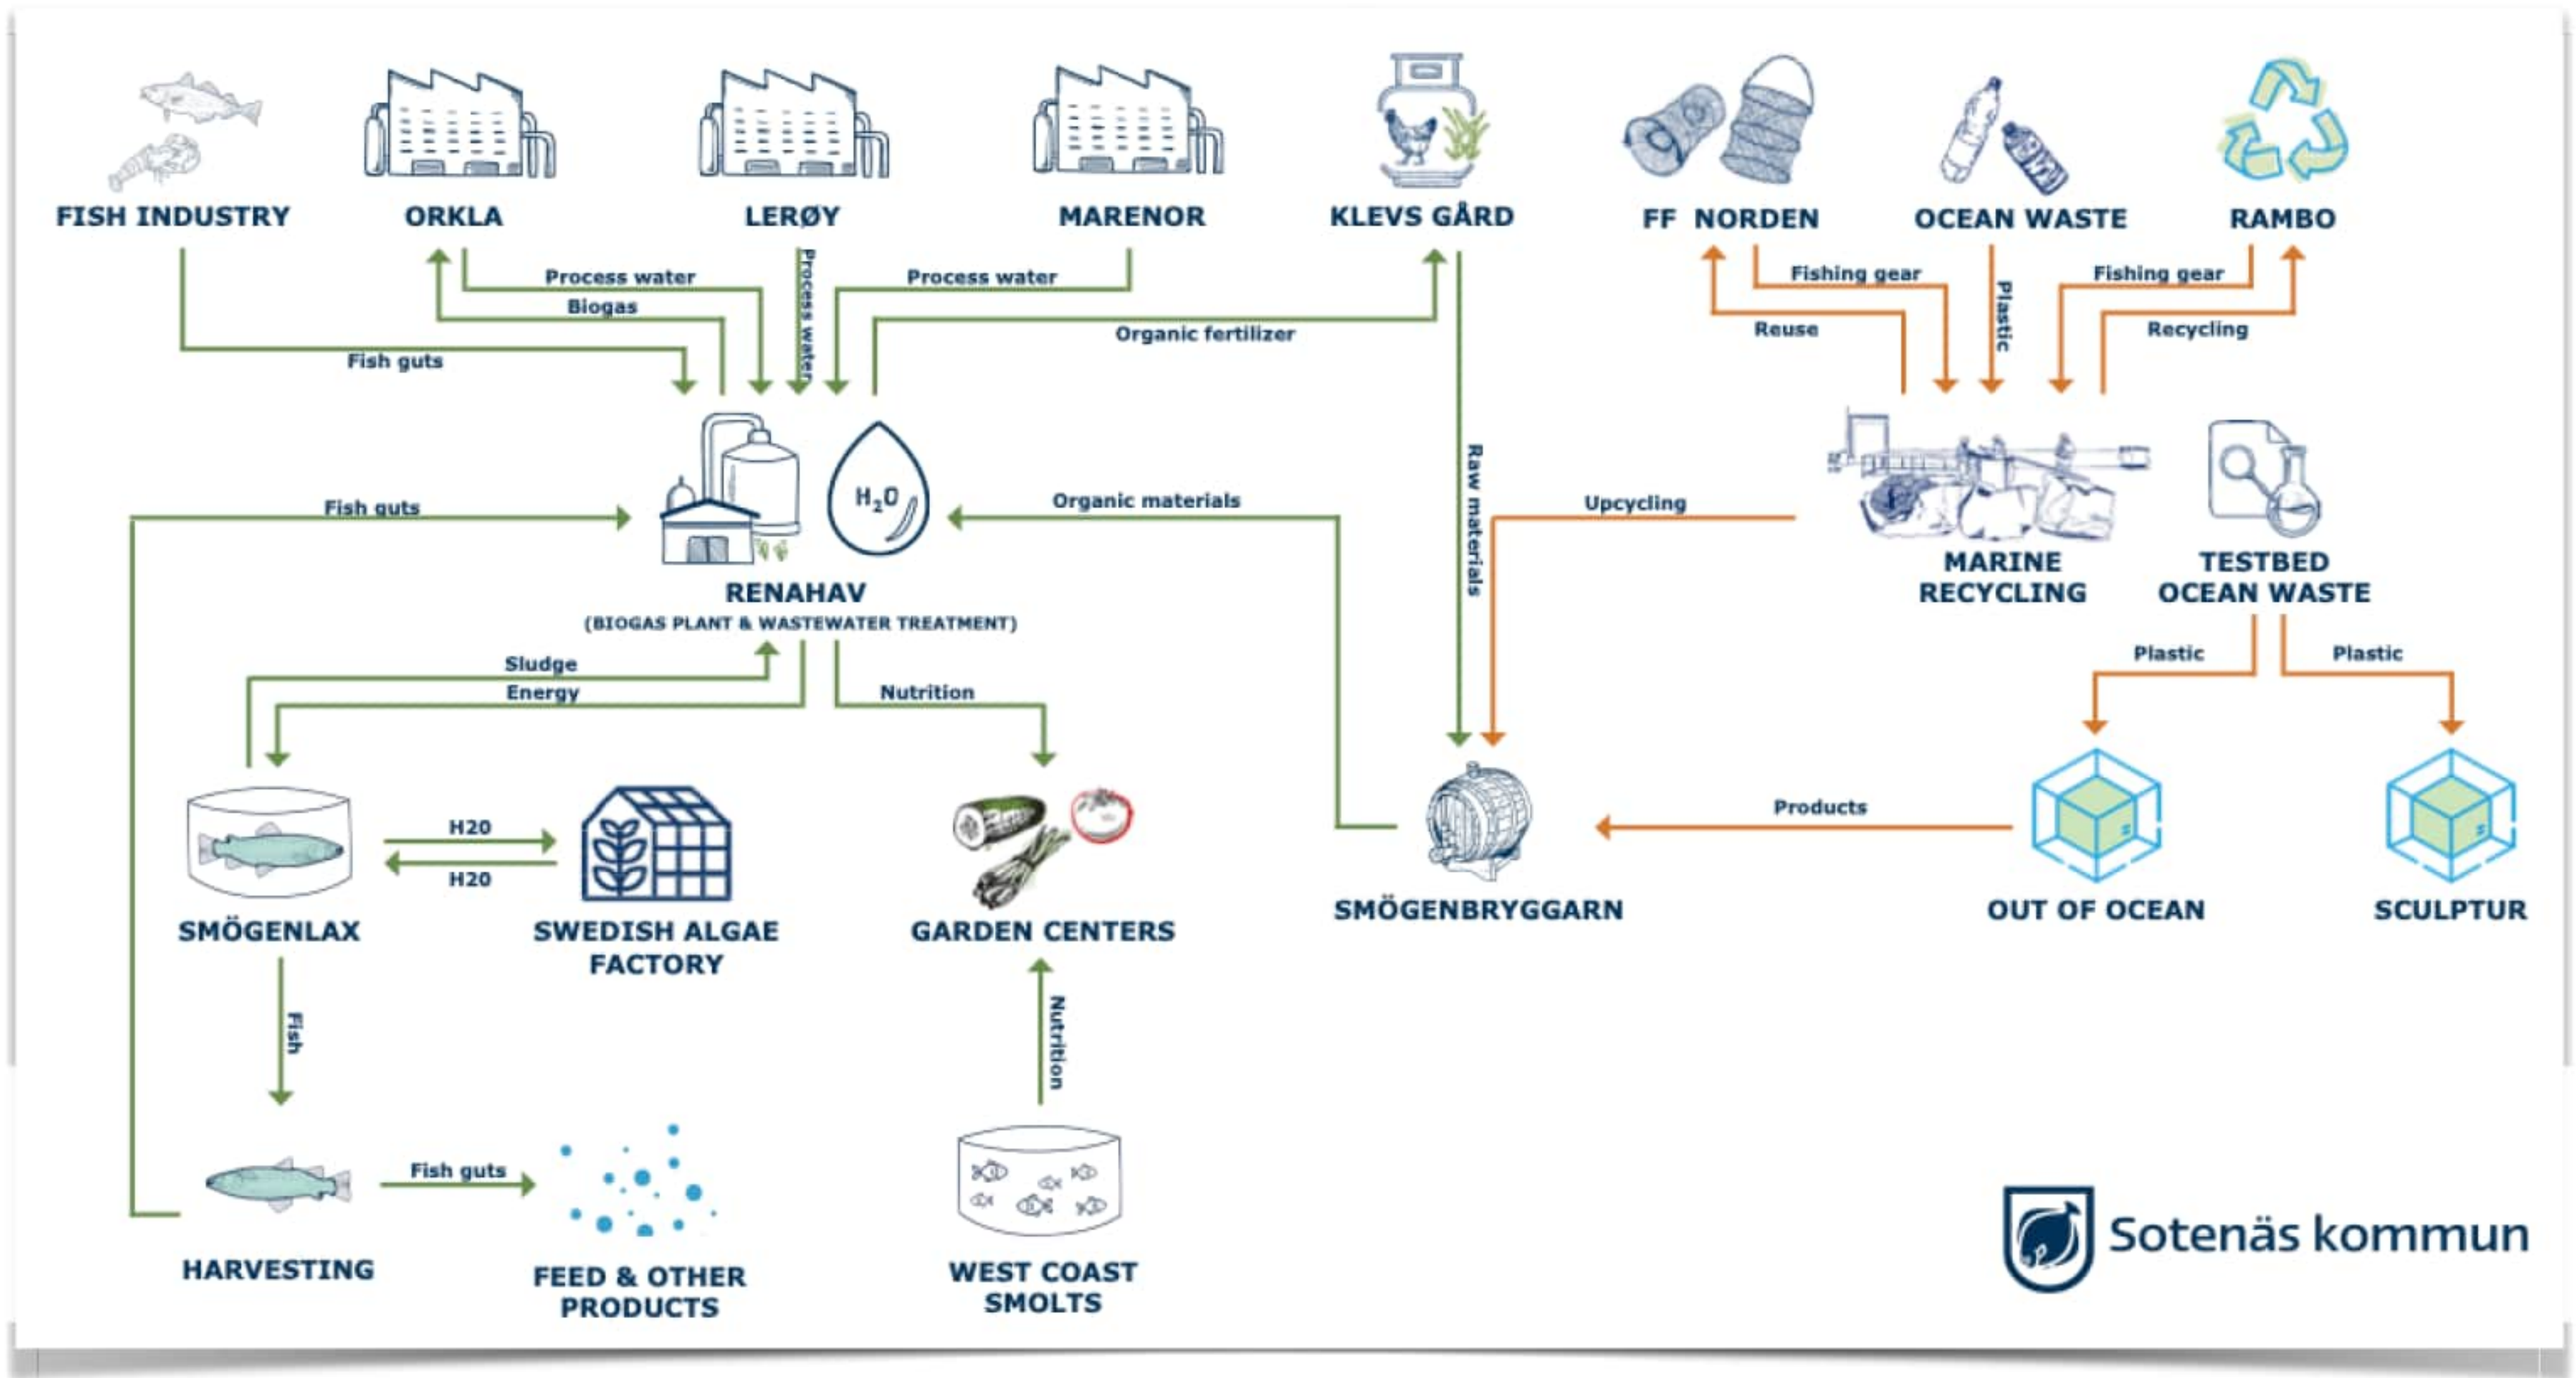 FISH INDUSTRY
ORKLA
LERØY
MARENOR
KLEVS GÅRD
FF NORDEN
OCEAN WASTE
RAMBO
Process water
Biogas
Process water
Process water
Organic fertilizer
Fish guts
Fishing gear
Reuse
Plastic
Fishing gear
Recycling
Fish guts
H2O
Organic materials
Raw materials
Upcycling
RENAHAV
(BIOGAS PLANT & WASTEWATER TREATMENT)
MARINE
RECYCLING
TESTBED
OCEAN WASTE
Sludge
Energy
Nutrition
Plastic
Plastic
H20
H20
Products
SMÖGENLAX
SWEDISH ALGAE
FACTORY
GARDEN CENTERS
SMÖGENBRYGGARN
OUT OF OCEAN
SCULPTUR
Fish
Nutrition
Fish guts
HARVESTING
FEED & OTHER
PRODUCTS
WEST COAST
SMOLTS
Sotenäs kommun